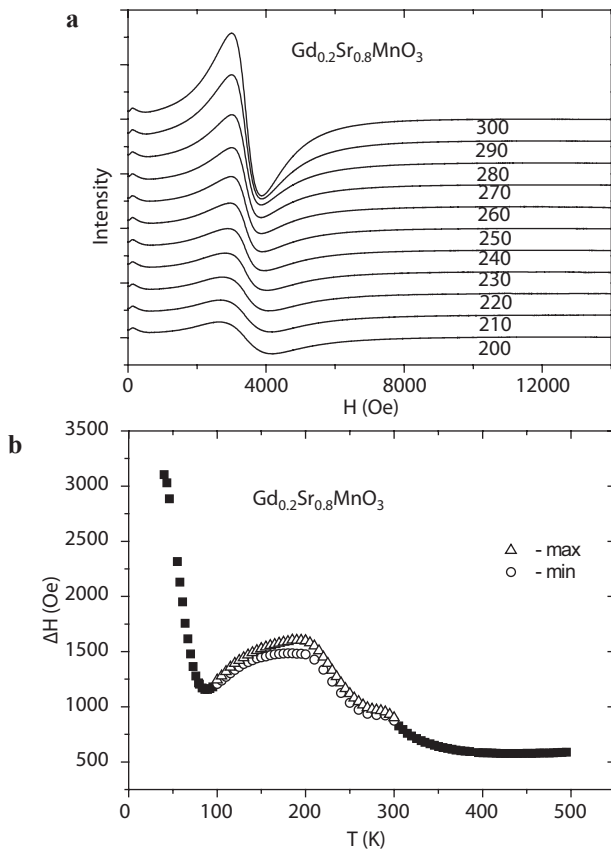 a
Gd0.2Sr0.8MnO3
Intensity
300
290
280
270
260
250
240
230
220
210
200
0 4000 8000 12000
H (Oe)
b
3500
3000
2500
2000
1500
1000
500
ΔH (Oe)
Gd0.2Sr0.8MnO3
△ - max
○ - min
0 100 200 300 400 500
T (K)